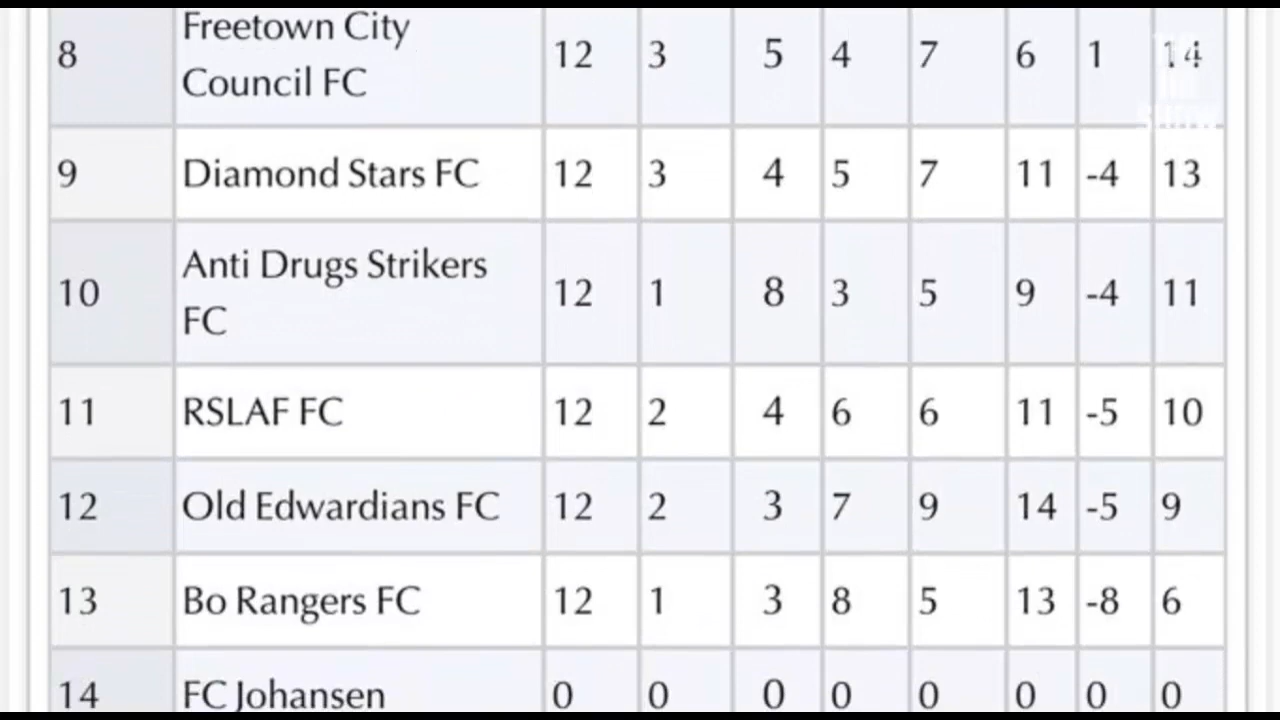 8 Freetown City Council FC 12 3 5 4 7 6 1 14
9 Diamond Stars FC 12 3 4 5 7 11 -4 13
10 Anti Drugs Strikers FC 12 1 8 3 5 9 -4 11
11 RSLAF FC 12 2 4 6 6 11 -5 10
12 Old Edwardians FC 12 2 3 7 9 14 -5 9
13 Bo Rangers FC 12 1 3 8 5 13 -8 6
14 FC Johansen 0 0 0 0 0 0 0 0